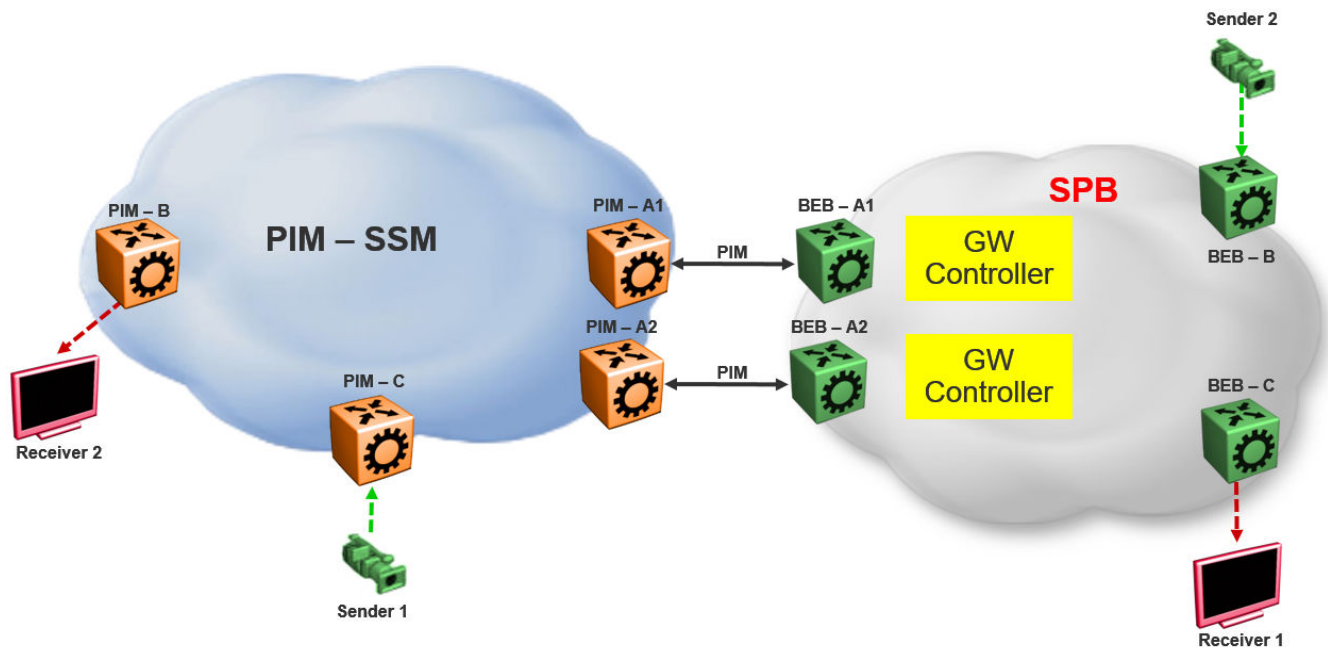 Sender 2
SPB
PIM – B
PIM – SSM
PIM – A1
PIM
BEB – A1
GW
Controller
BEB – B
PIM – A2
PIM
BEB – A2
GW
Controller
PIM – C
BEB – C
Receiver 2
Sender 1
Receiver 1